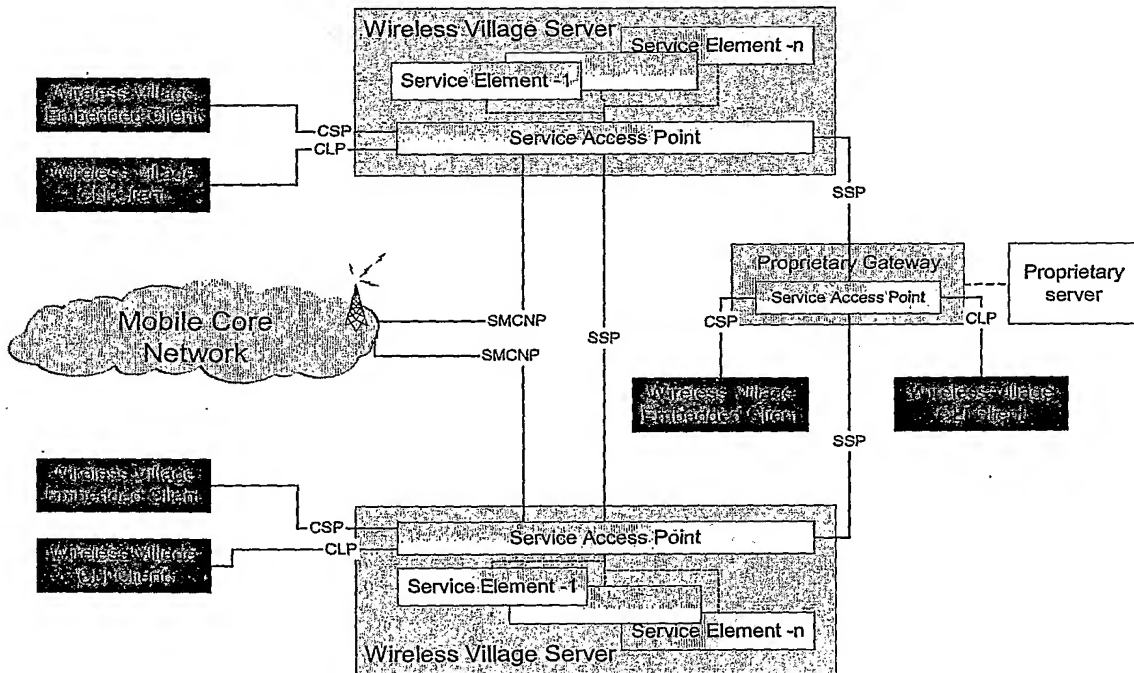 Wireless Village Server
Service Element -n
Service Element -1
Service Access Point
Wireless Village
Embedded Client
Wireless Village
CLI Client
CSP
CLP
SSP
Proprietary Gateway
Service Access Point
Proprietary
server
CSP
CLP
Mobile Core
Network
SMCNP
SMCNP
SSP
Wireless Village
Embedded Client
Wireless Village
CLI Client
SSP
Wireless Village
Embedded Client
Wireless Village
CLI Client
CSP
CLP
Service Access Point
Service Element -1
Service Element -n
Wireless Village Server